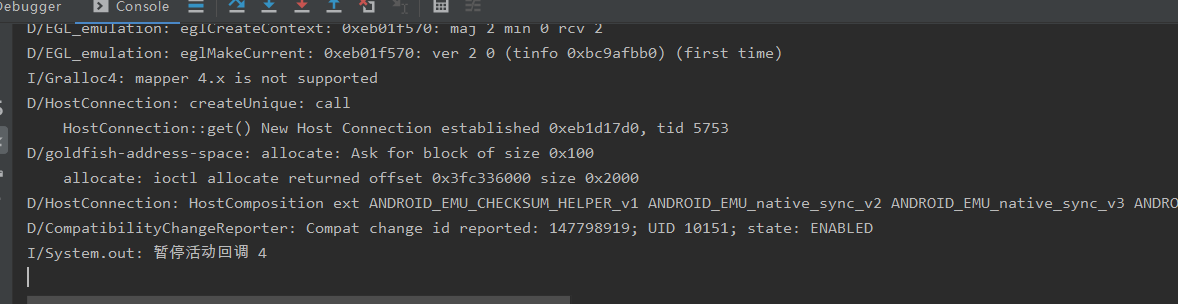 Debugger Console
D/EGL_emulation: eglCreateContext: 0xeb01f570: maj 2 min 0 rcv 2
D/EGL_emulation: eglMakeCurrent: 0xeb01f570: ver 2 0 (tinfo 0xbc9afbb0) (first time)
I/Gralloc4: mapper 4.x is not supported
D/HostConnection: createUnique: call
HostConnection::get() New Host Connection established 0xeb1d17d0, tid 5753
D/goldfish-address-space: allocate: Ask for block of size 0x100
allocate: ioctl allocate returned offset 0x3fc336000 size 0x2000
D/HostConnection: HostComposition ext ANDROID_EMU_CHECKSUM_HELPER_v1 ANDROID_EMU_native_sync_v2 ANDROID_EMU_native_sync_v3 ANDRO
D/CompatibilityChangeReporter: Compat change id reported: 147798919; UID 10151; state: ENABLED
I/System.out: 暂停活动回调 4